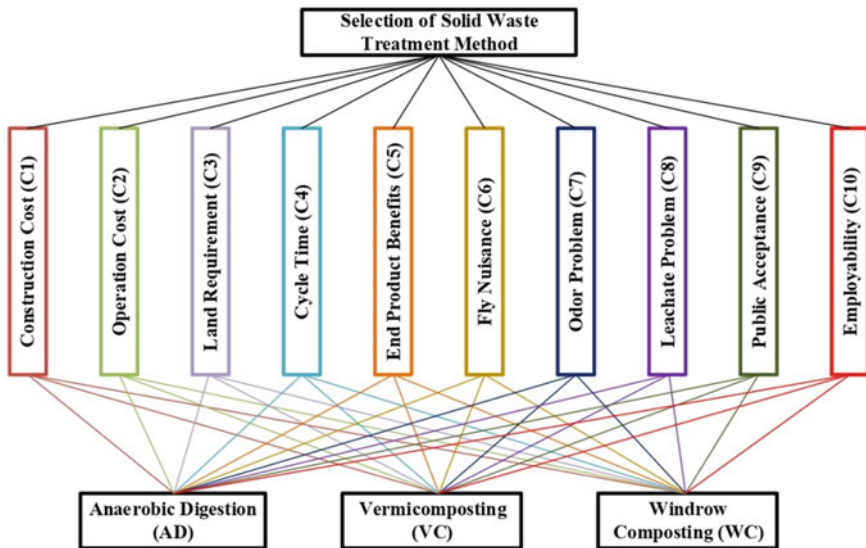 Selection of Solid Waste
Treatment Method
Construction Cost (C1)
Operation Cost (C2)
Land Requirement (C3)
Cycle Time (C4)
End Product Benefits (C5)
Fly Nuisance (C6)
Odor Problem (C7)
Leachate Problem (C8)
Public Acceptance (C9)
Employability (C10)
Anaerobic Digestion
(AD)
Vermicomposting
(VC)
Windrow
Composting (WC)